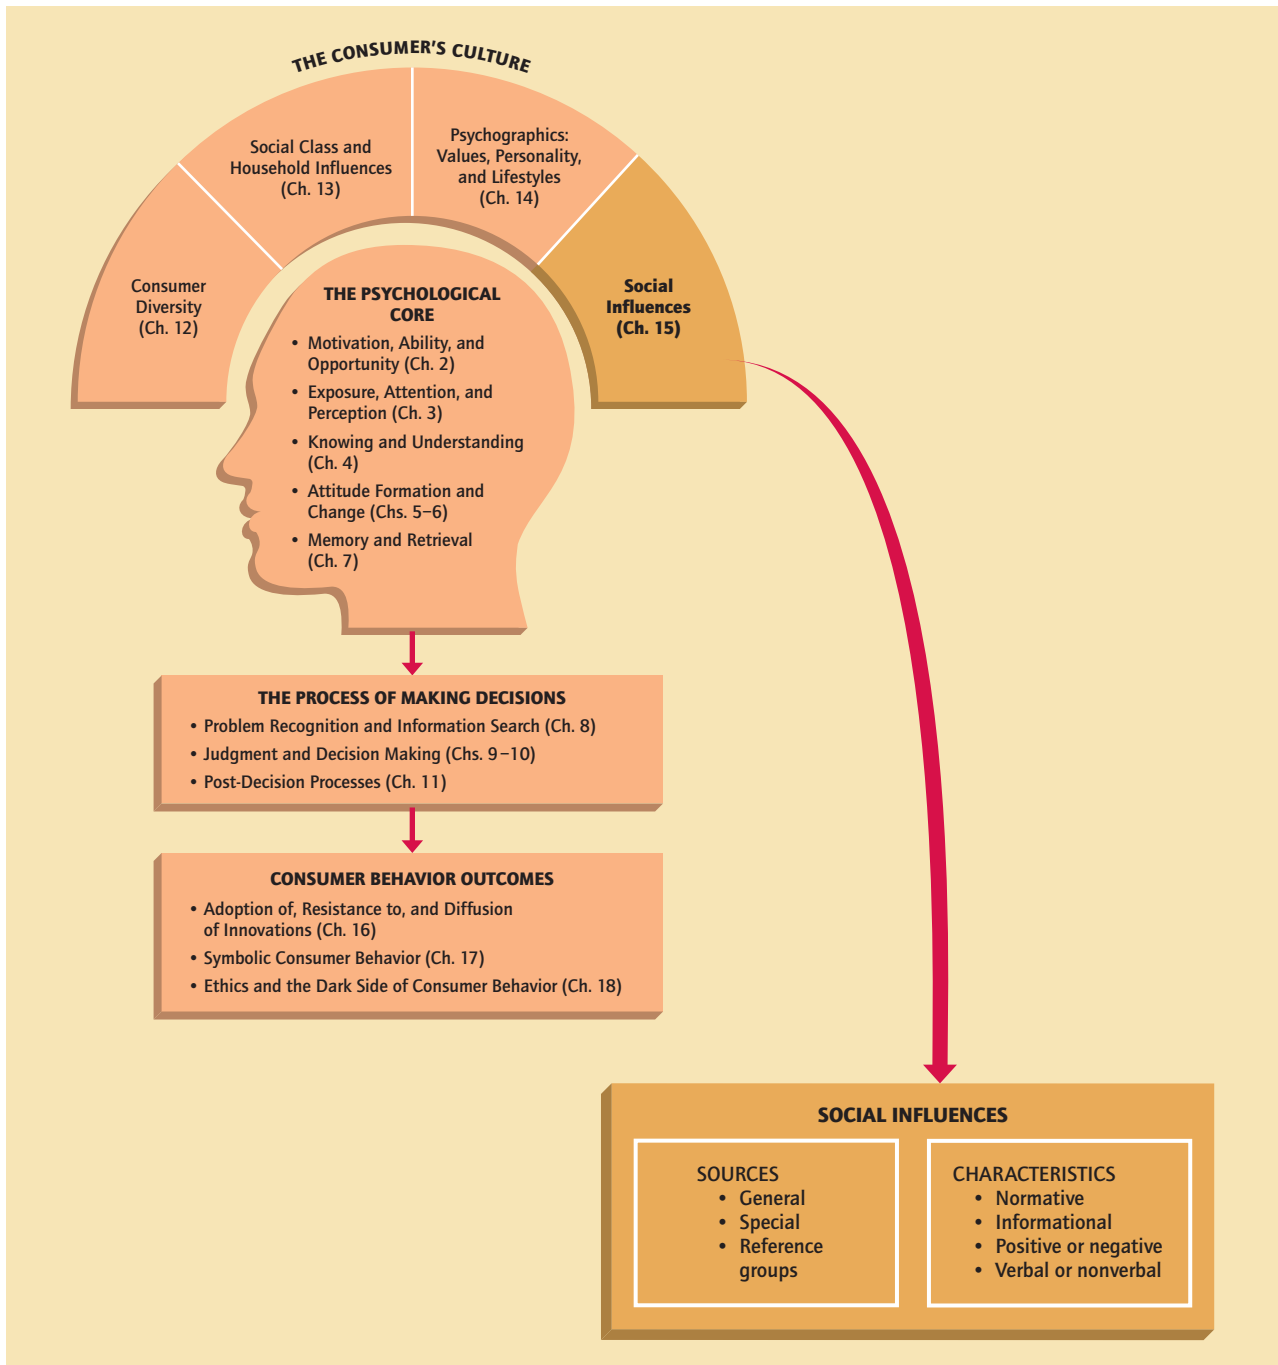 THE CONSUMER'S CULTURE
Consumer
Diversity
(Ch. 12)
Social Class and
Household Influences
(Ch. 13)
Psychographics:
Values, Personality,
and Lifestyles
(Ch. 14)
Social
Influences
(Ch. 15)
THE PSYCHOLOGICAL
CORE
• Motivation, Ability, and
Opportunity (Ch. 2)
• Exposure, Attention, and
Perception (Ch. 3)
• Knowing and Understanding
(Ch. 4)
• Attitude Formation and
Change (Chs. 5–6)
• Memory and Retrieval
(Ch. 7)
THE PROCESS OF MAKING DECISIONS
• Problem Recognition and Information Search (Ch. 8)
• Judgment and Decision Making (Chs. 9–10)
• Post-Decision Processes (Ch. 11)
CONSUMER BEHAVIOR OUTCOMES
• Adoption of, Resistance to, and Diffusion
of Innovations (Ch. 16)
• Symbolic Consumer Behavior (Ch. 17)
• Ethics and the Dark Side of Consumer Behavior (Ch. 18)
SOCIAL INFLUENCES
SOURCES
• General
• Special
• Reference
groups
CHARACTERISTICS
• Normative
• Informational
• Positive or negative
• Verbal or nonverbal